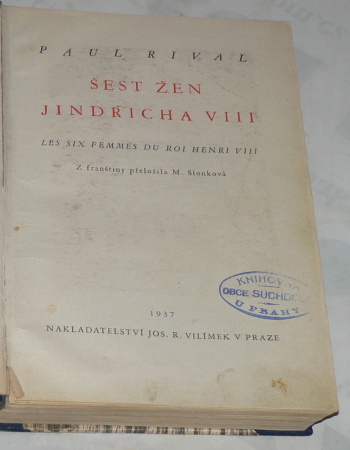 PAUL RIVAL
ŠEST ŽEN
JINDŘICHA VIII
LES SIX FEMMES DU ROI HENRI VIII
Z franštiny přeložila M. Slonková
KNIHOVNA
OBCE SUCHDOL
U PRAHY
1937
NAKLADATELSTVÍ JOS. R. VILÍMEK V PRAZE